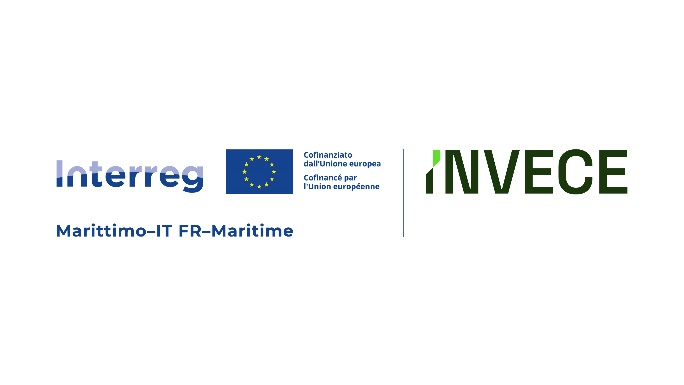 Interreg
Cofinanziato
dall'Unione europea
Cofinancé par
l'Union européenne
Marittimo–IT FR–Maritime
INVECE